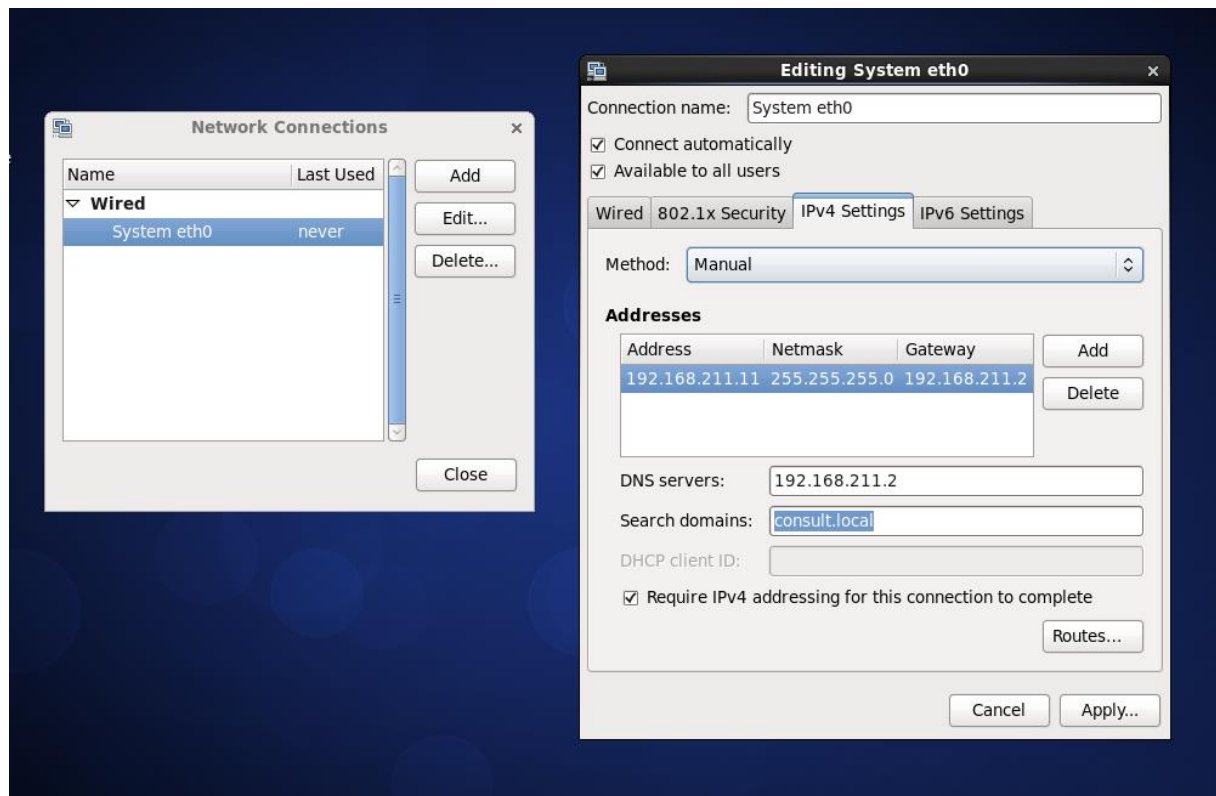 Network Connections
Name Last Used
Wired
System eth0 never
Add
Edit...
Delete...
Close
Editing System eth0
Connection name: System eth0
Connect automatically
Available to all users
Wired 802.1x Security IPv4 Settings IPv6 Settings
Method: Manual
Addresses
Address Netmask Gateway
192.168.211.11 255.255.255.0 192.168.211.2
Add
Delete
DNS servers: 192.168.211.2
Search domains: consult.local
DHCP client ID:
Require IPv4 addressing for this connection to complete
Routes...
Cancel Apply...